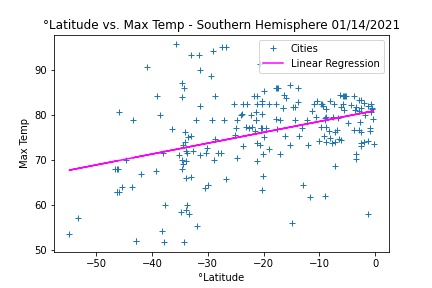 °Latitude vs. Max Temp - Southern Hemisphere 01/14/2021
Cities
Linear Regression
90
80
70
60
50
Max Temp
−50
−40
−30
−20
−10
0
°Latitude